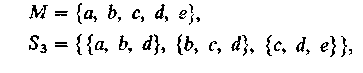 M = {a, b, c, d, e},
S₃ = {{a, b, d}, {b, c, d}, {c, d, e}},